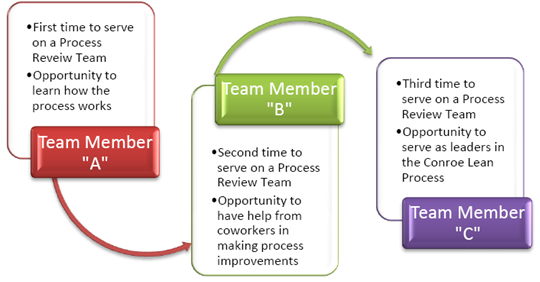 •First time to serve
on a Process
Reveiw Team
•Opportunity to
learn how the
process works
Team Member
"A"
Team Member
"B"
•Second time to
serve on a Process
Review Team
•Opportunity to
have help from
coworkers in
making process
improvements
•Third time to
serve on a Process
Review Team
•Opportunity to
serve as leaders in
the Conroe Lean
Process
Team Member
"C"